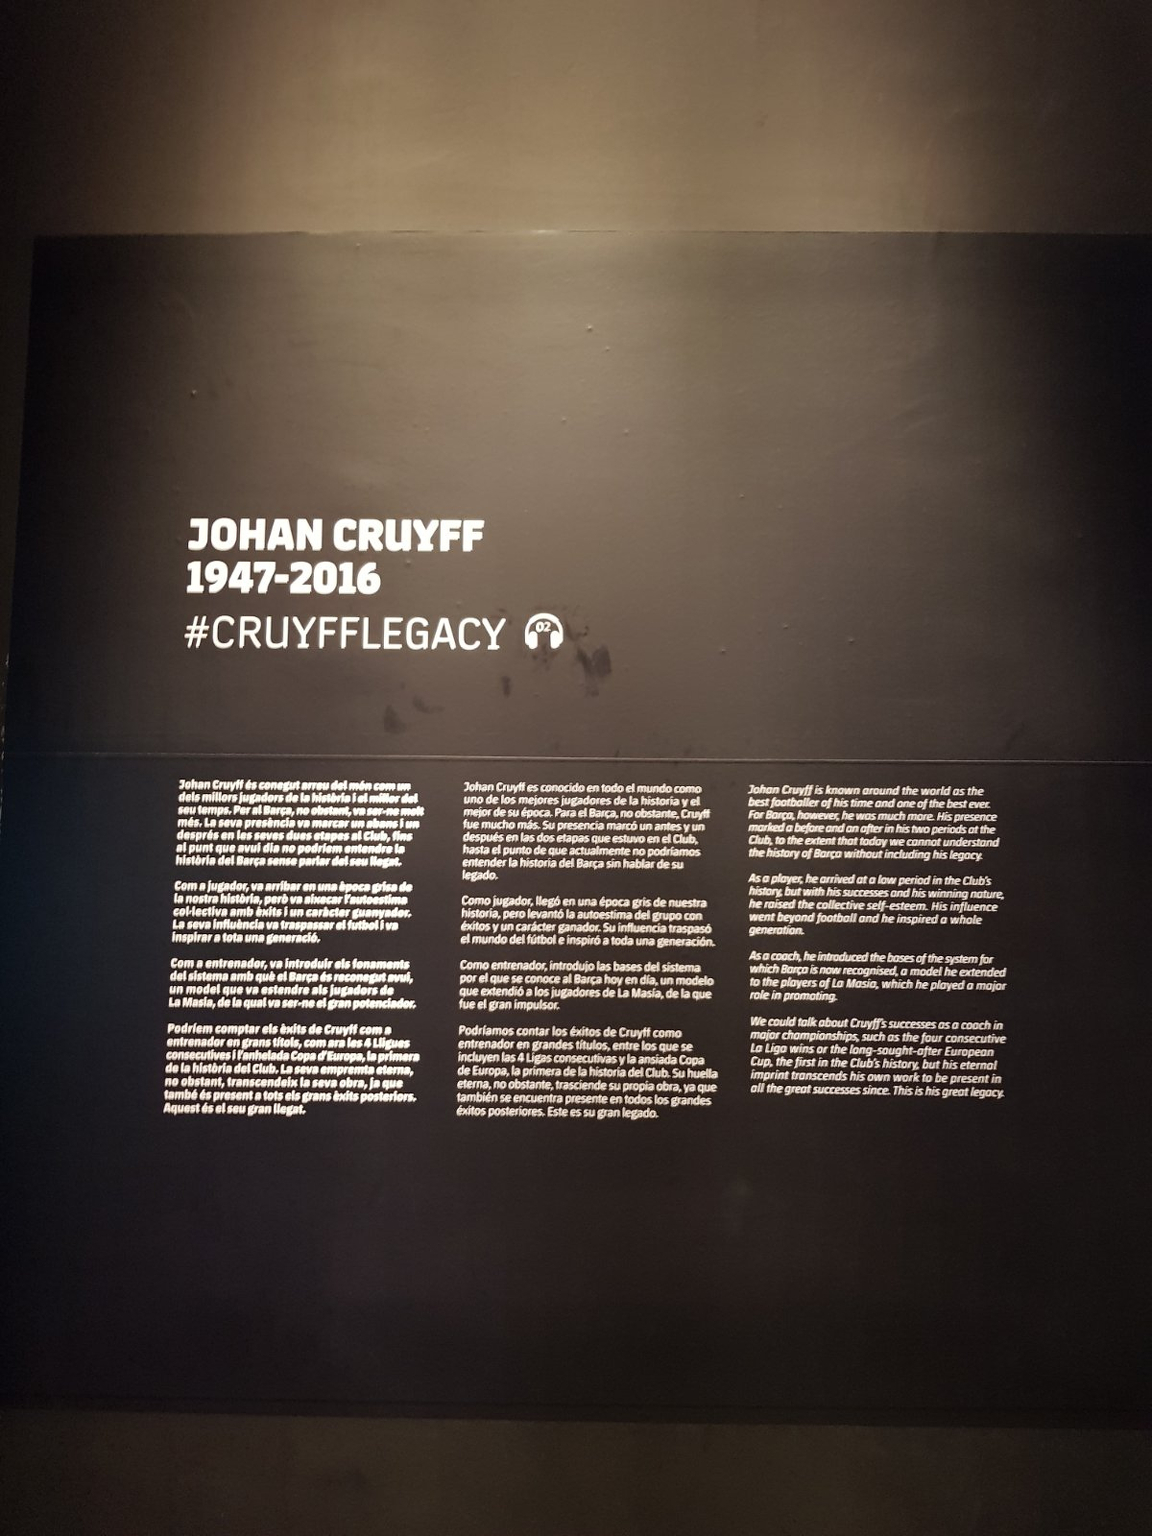 JOHAN CRUYFF
1947-2016
#CRUYFFLEGACY 02
Johan Cruyff és conegut arreu del món com un
dels millors jugadors de la història i el millor del
seu temps. Per al Barça, no obstant, va ser-ne molt
més. La seva presència va marcar un abans i un
després en les seves dues etapes al Club, fins
al punt que avui dia no podríem entendre la
història del Barça sense parlar del seu llegat.
Com a jugador, va arribar en una època grisa de
la nostra història, però va aixecar l'autoestima
col·lectiva amb èxits i un caràcter guanyador.
La seva influència va traspassar el futbol i va
inspirar a tota una generació.
Com a entrenador, va introduir els fonaments
del sistema amb què el Barça és reconegut avui,
un model que va estendre als jugadors de
La Masia, de la qual va ser-ne el gran potenciador.
Podríem comptar els èxits de Cruyff com a
entrenador en grans títols, com ara les 4 Lligues
consecutives i l'anhelada Copa d'Europa, la primera
de la història del Club. La seva empremta eterna,
no obstant, transcendeix la seva obra, ja que
també és present a tots els grans èxits posteriors.
Aquest és el seu gran llegat.
Johan Cruyff es conocido en todo el mundo como
uno de los mejores jugadores de la historia y el
mejor de su época. Para el Barça, no obstante, Cruyff
fue mucho más. Su presencia marcó un antes y un
después en las dos etapas que estuvo en el Club,
hasta el punto de que actualmente no podríamos
entender la historia del Barça sin hablar de su
legado.
Como jugador, llegó en una época gris de nuestra
historia, pero levantó la autoestima del grupo con
éxitos y un carácter ganador. Su influencia traspasó
el mundo del fútbol e inspiró a toda una generación.
Como entrenador, introdujo las bases del sistema
por el que se conoce al Barça hoy en día, un modelo
que extendió a los jugadores de La Masía, de la que
fue el gran impulsor.
Podríamos contar los éxitos de Cruyff como
entrenador en grandes títulos, entre los que se
incluyen las 4 Ligas consecutivas y la ansiada Copa
de Europa, la primera de la historia del Club. Su huella
eterna, no obstante, trasciende su propia obra, ya que
también se encuentra presente en todos los grandes
éxitos posteriores. Este es su gran legado.
Johan Cruyff is known around the world as the
best footballer of his time and one of the best ever.
For Barça, however, he was much more. His presence
marked a before and an after in his two periods at the
Club, to the extent that today we cannot understand
the history of Barça without including his legacy.
As a player, he arrived at a low period in the Club's
history, but with his successes and his winning nature,
he raised the collective self-esteem. His influence
went beyond football and he inspired a whole
generation.
As a coach, he introduced the bases of the system for
which Barça is now recognised, a model he extended
to the players of La Masia, which he played a major
role in promoting.
We could talk about Cruyff's successes as a coach in
major championships, such as the four consecutive
La Liga wins or the long-sought-after European
Cup, the first in the Club's history, but his eternal
imprint transcends his own work to be present in
all the great successes since. This is his great legacy.